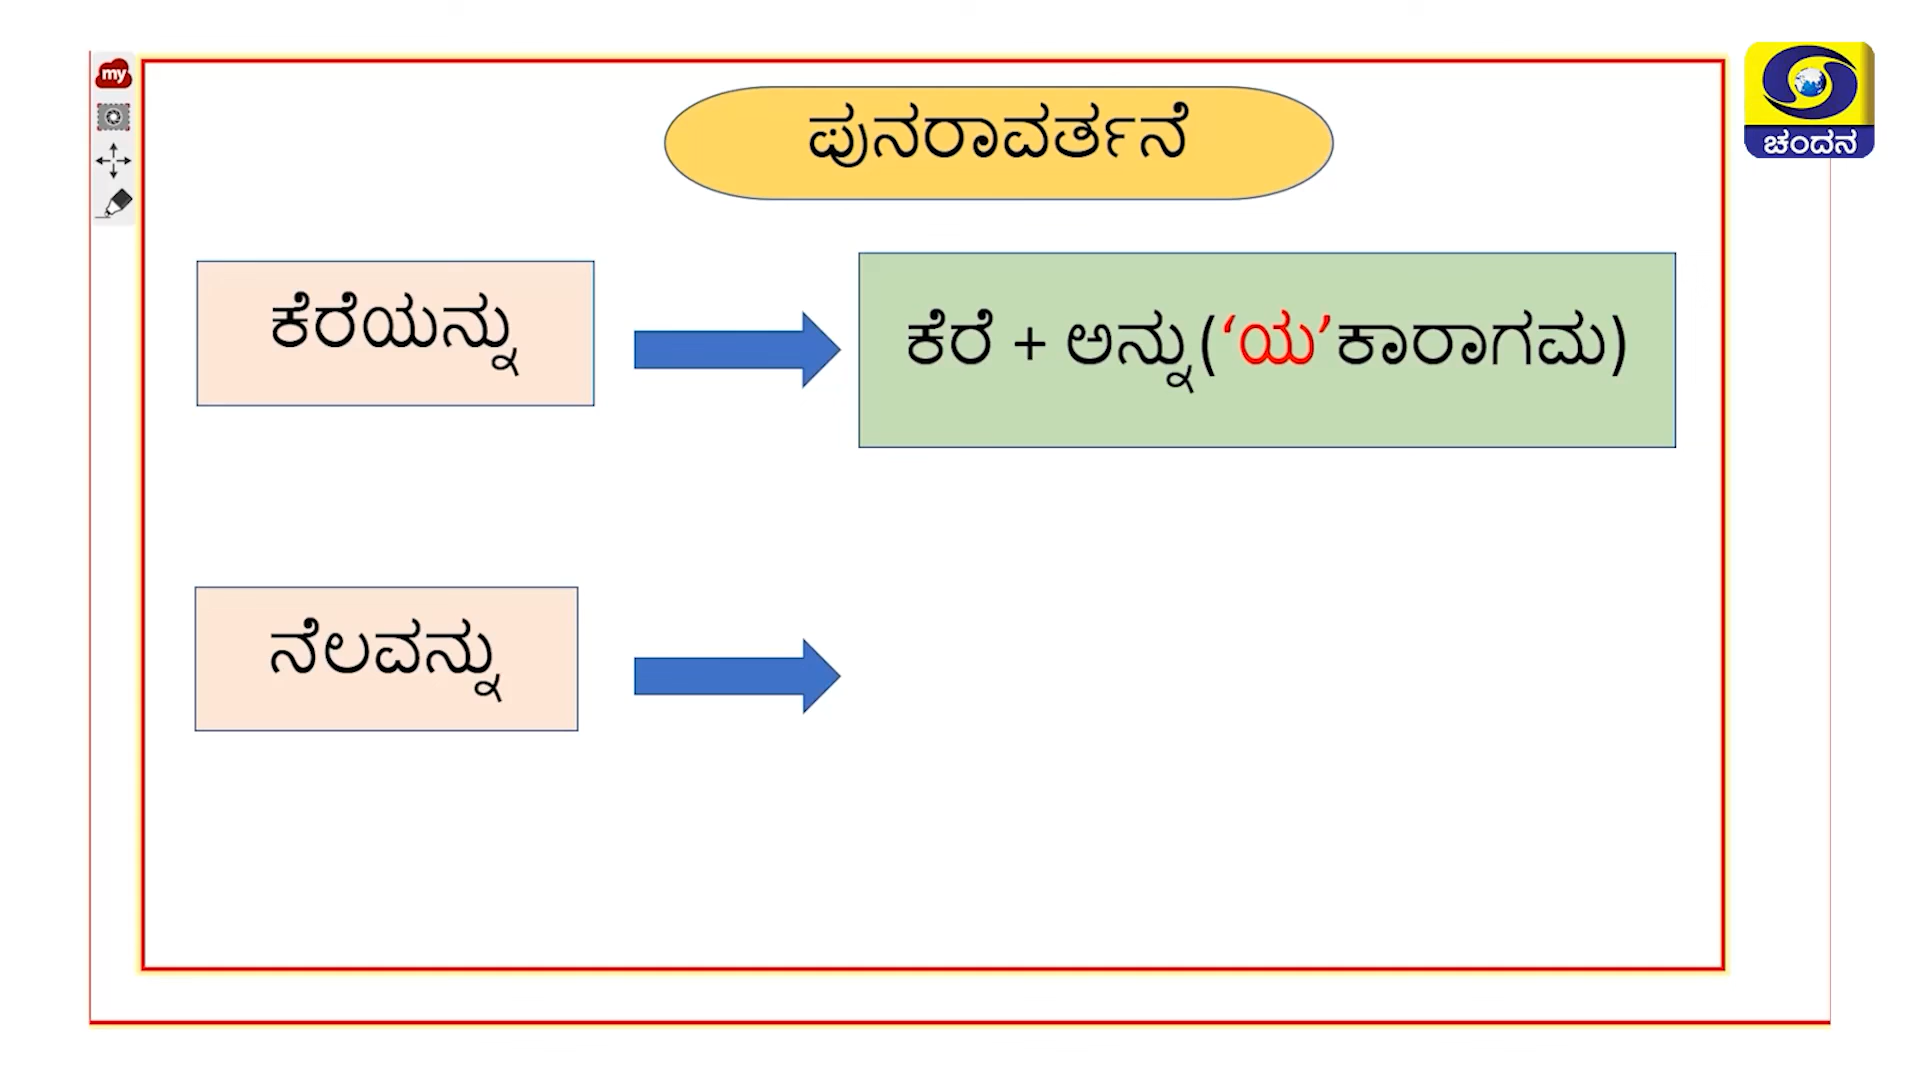 my
ಚಂದನ
ಪುನರಾವರ್ತನೆ
ಕೆರೆಯನ್ನು
ಕೆರೆ + ಅನ್ನು(‘ಯ’ಕಾರಾಗಮ)
ನೆಲವನ್ನು